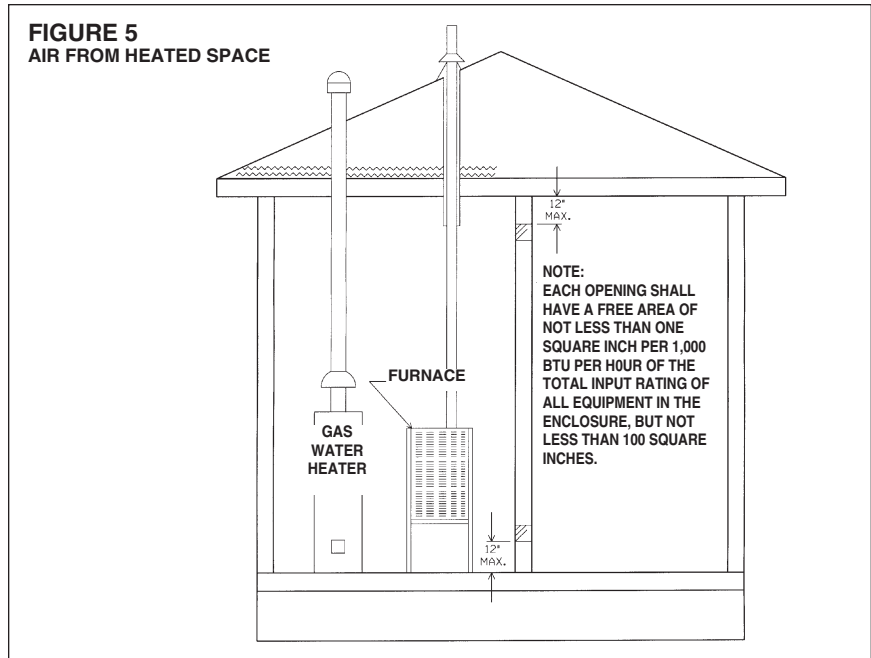 FIGURE 5
AIR FROM HEATED SPACE
12"
MAX.
NOTE:
EACH OPENING SHALL
HAVE A FREE AREA OF
NOT LESS THAN ONE
SQUARE INCH PER 1,000
BTU PER H0UR OF THE
TOTAL INPUT RATING OF
ALL EQUIPMENT IN THE
ENCLOSURE, BUT NOT
LESS THAN 100 SQUARE
INCHES.
FURNACE
GAS
WATER
HEATER
12"
MAX.